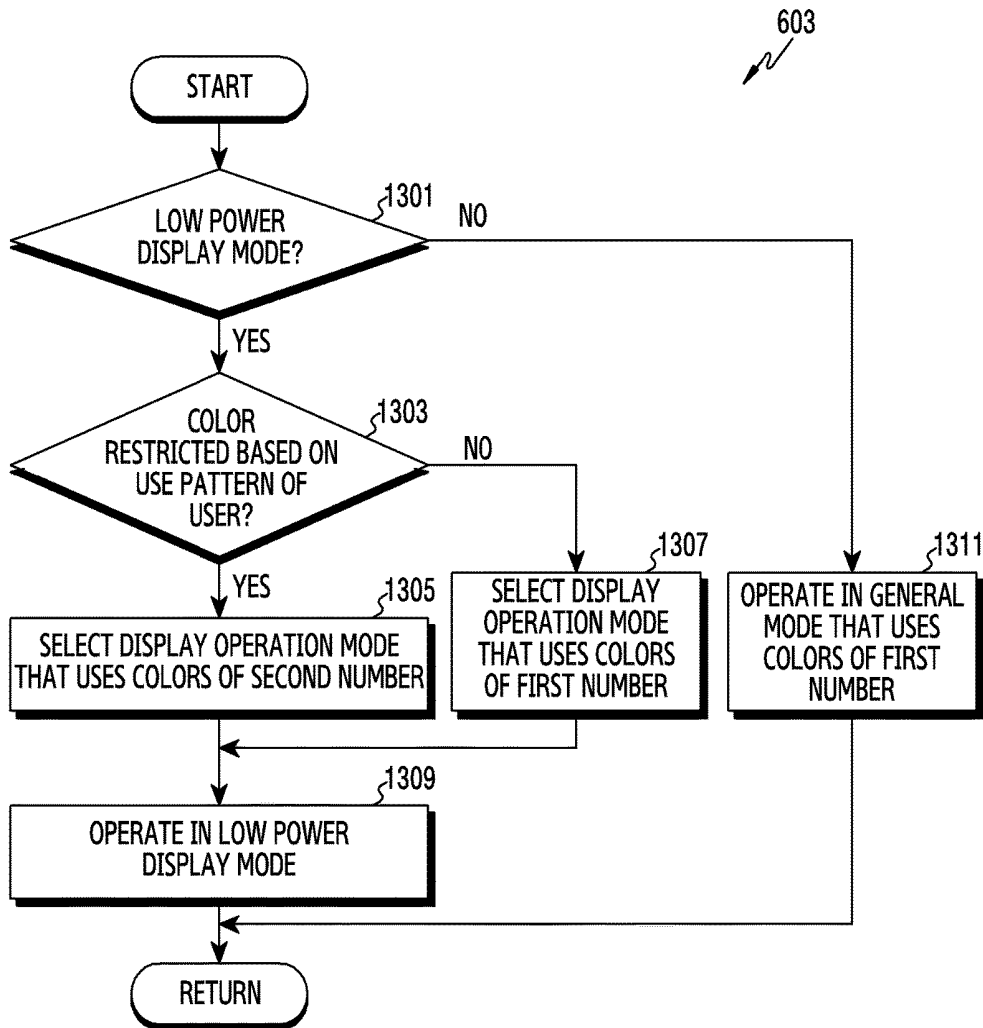 603
START
1301
LOW POWER
DISPLAY MODE?
NO
YES
1303
COLOR
RESTRICTED BASED ON
USE PATTERN OF
USER?
NO
YES
1305
SELECT DISPLAY OPERATION MODE
THAT USES COLORS OF SECOND NUMBER
1307
SELECT DISPLAY
OPERATION MODE
THAT USES COLORS
OF FIRST NUMBER
1311
OPERATE IN GENERAL
MODE THAT USES
COLORS OF FIRST
NUMBER
1309
OPERATE IN LOW POWER
DISPLAY MODE
RETURN